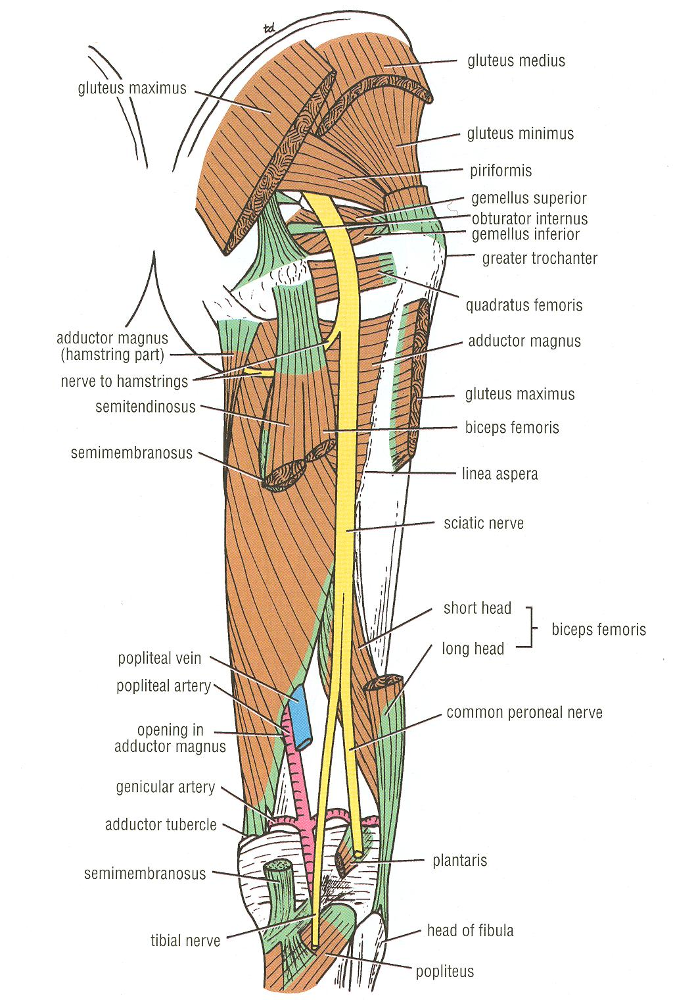 td
gluteus medius
gluteus maximus
gluteus minimus
piriformis
gemellus superior
obturator internus
gemellus inferior
greater trochanter
quadratus femoris
adductor magnus
(hamstring part)
adductor magnus
nerve to hamstrings
gluteus maximus
semitendinosus
biceps femoris
semimembranosus
linea aspera
sciatic nerve
short head
biceps femoris
long head
popliteal vein
popliteal artery
common peroneal nerve
opening in
adductor magnus
genicular artery
adductor tubercle
plantaris
semimembranosus
head of fibula
tibial nerve
popliteus